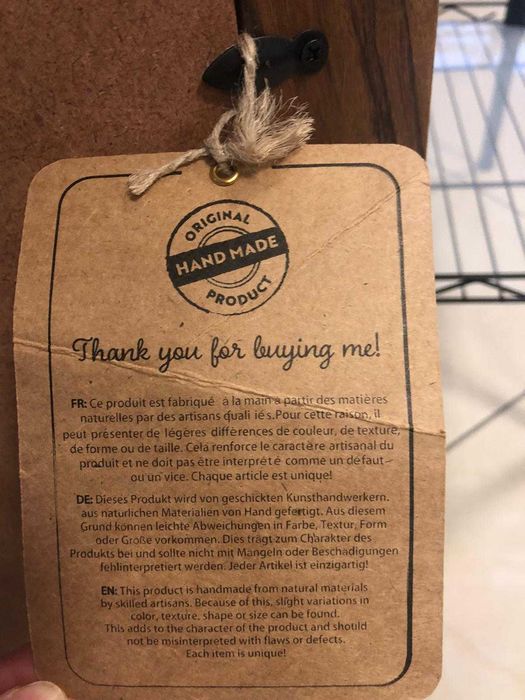 ORIGINAL
HAND MADE
PRODUCT
Thank you for buying me!
FR: Ce produit est fabriqué à la main a partir des matières
naturelles par des artisans quali iés.Pour cette raison, il
peut présenter de légères différences de couleur, de texture,
de forme ou de taille. Cela renforce le caractère artisanal du
produit et ne doit pas être interprété comme un défaut
ou un vice. Chaque article est unique!
DE: Dieses Produkt wird von geschickten Kunsthandwerkern.
aus naturlichen Materialien von Hand gefertigt. Aus diesem
Grund konnen leichte Abweichungen in Farbe, Textur, Form
oder Große vorkommen. Dies trägt zum Charakter des
Produkts bei und sollte nicht mit Mangeln oder Beschadigungen
fehlinterpretiert werden. Jeder Artikel ist einzigartig!
EN: This product is handmade from natural materials
by skilled artisans. Because of this, slight variations in
color, texture, shape or size can be found.
This adds to the character of the product and should
not be misinterpreted with flaws or defects.
Each item is unique!